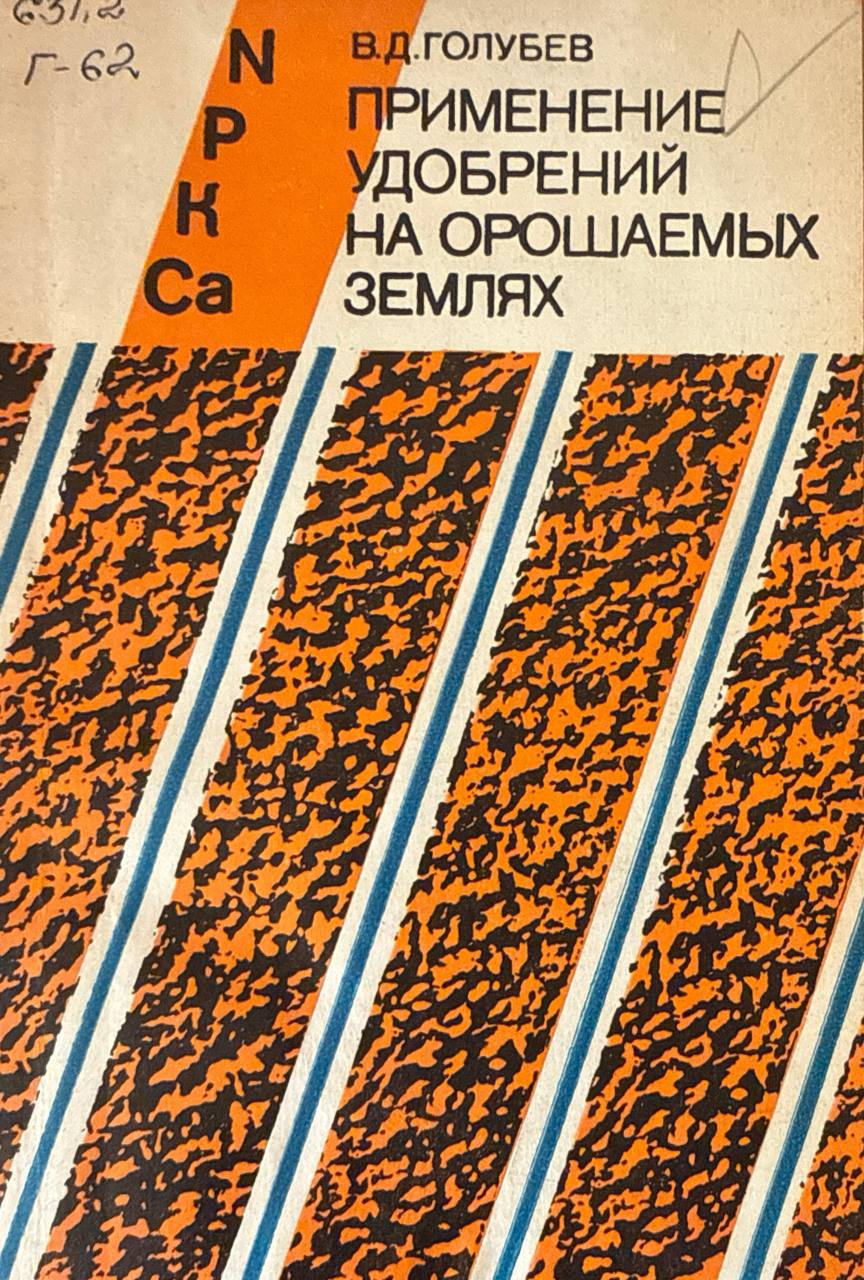 631,2
Г-62
N
P
K
Ca
В.Д.ГОЛУБЕВ
ПРИМЕНЕНИЕ
УДОБРЕНИЙ
НА ОРОШАЕМЫХ
ЗЕМЛЯХ